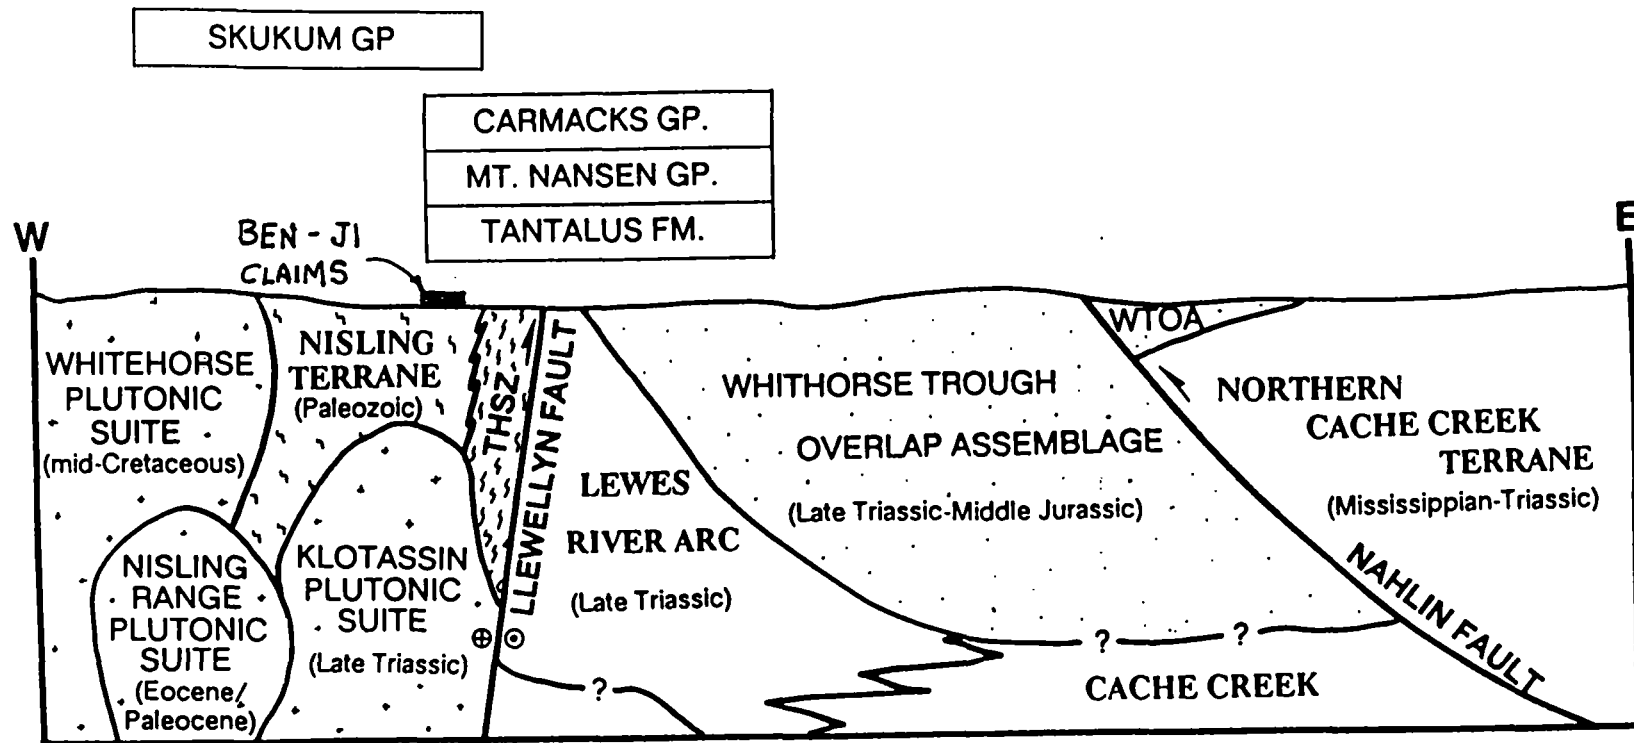 SKUKUM GP
CARMACKS GP.
MT. NANSEN GP.
TANTALUS FM.
W
E
BEN - JI
CLAIMS
WHITEHORSE
PLUTONIC
SUITE
(mid-Cretaceous)
NISLING
TERRANE
(Paleozoic)
THSZ
LLEWELLYN FAULT
WTOA
WHITHORSE TROUGH
OVERLAP ASSEMBLAGE
(Late Triassic-Middle Jurassic)
NORTHERN
CACHE CREEK
TERRANE
(Mississippian-Triassic)
LEWES
RIVER ARC
(Late Triassic)
NISLING
RANGE
PLUTONIC
SUITE
(Eocene/
Paleocene)
KLOTASSIN
PLUTONIC
SUITE
(Late Triassic)
NAHLIN FAULT
?
? ?
CACHE CREEK